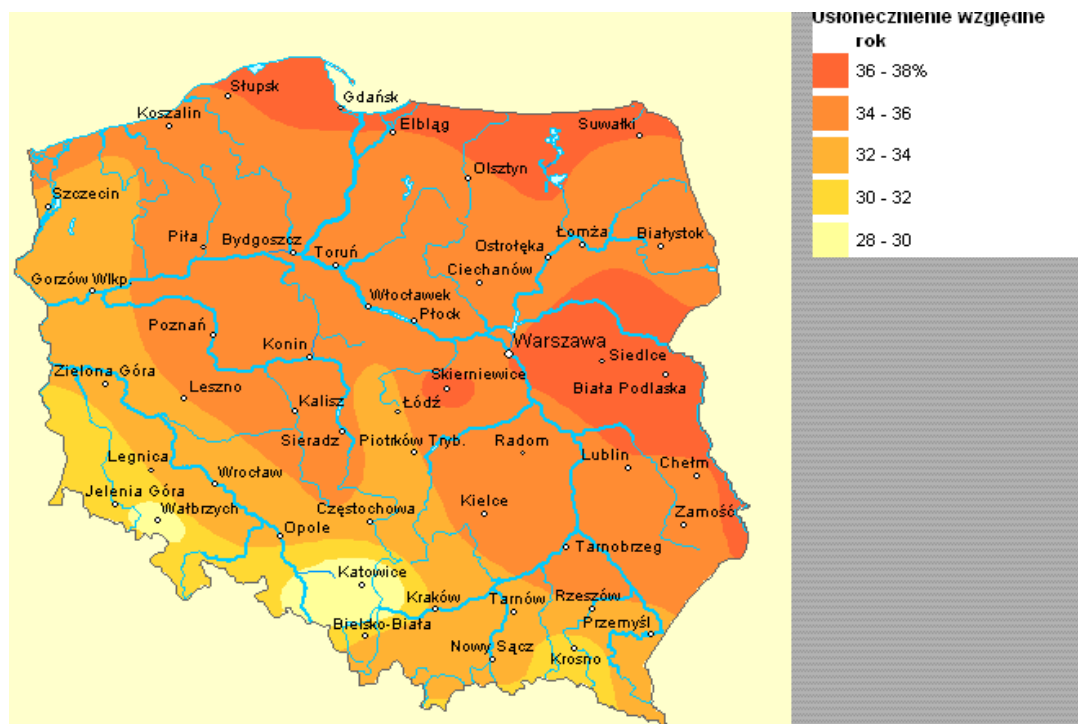 Usłonecznienie względne
rok
36 - 38%
34 - 36
32 - 34
30 - 32
28 - 30
Słupsk
Gdańsk
Koszalin
Elbląg
Suwałki
Olsztyn
Szczecin
Piła
Bydgoszcz
Toruń
Ostrołęka
Łomża
Białystok
Ciechanów
Gorzów Wlkp.
Włocławek
Płock
Poznań
Konin
Warszawa
Siedlce
Zielona Góra
Leszno
Skierniewice
Biała Podlaska
Kalisz
Łódź
Sieradz
Piotrków Tryb.
Radom
Lublin
Chełm
Legnica
Wrocław
Jelenia Góra
Wałbrzych
Częstochowa
Kielce
Zamość
Opole
Tarnobrzeg
Katowice
Kraków
Tarnów
Rzeszów
Bielsko-Biała
Przemyśl
Nowy Sącz
Krosno